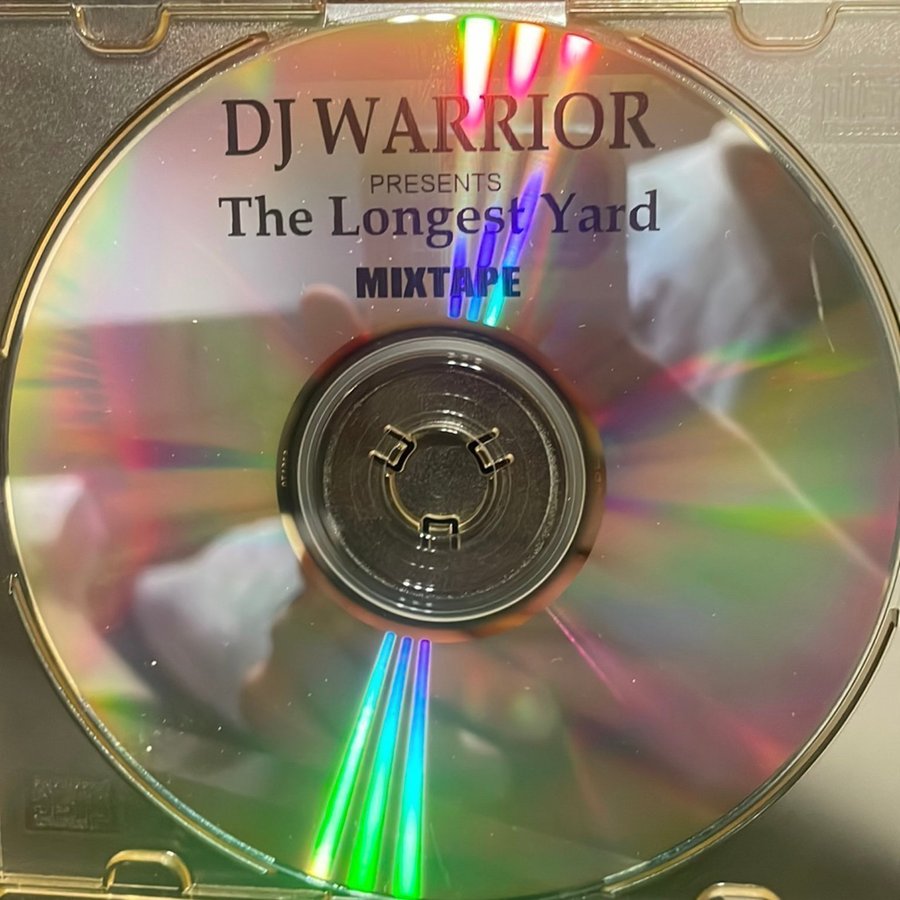 DJ WARRIOR
PRESENTS
The Longest Yard
MIXTAPE